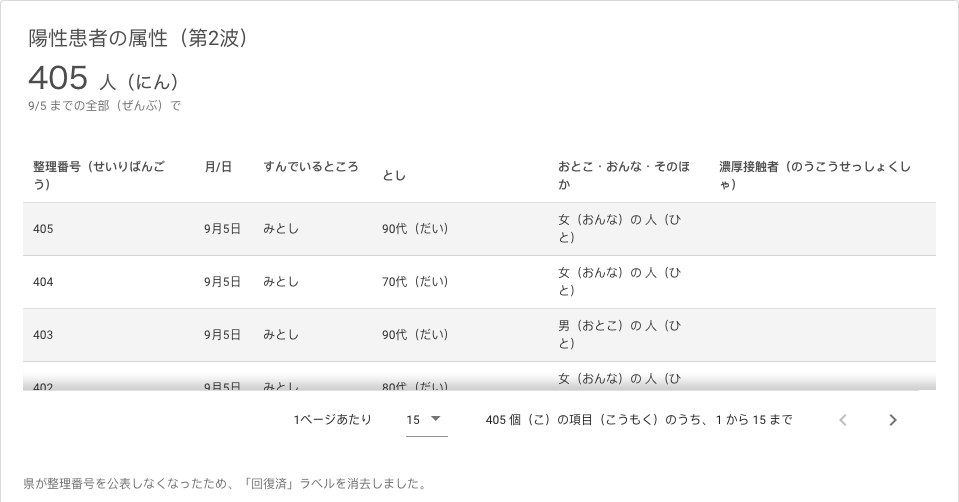 陽性患者の属性（第2波）
405 人（にん）
9/5 までの全部（ぜんぶ）で
整理番号（せいりばんごう）
月/日
すんでいるところ
とし
おとこ・おんな・そのほか
濃厚接触者（のうこうせっしょくしゃ）
405 9月5日 みとし 90代（だい） 女（おんな）の 人（ひと）
404 9月5日 みとし 70代（だい） 女（おんな）の 人（ひと）
403 9月5日 みとし 90代（だい） 男（おとこ）の 人（ひと）
402 9月5日 みとし 80代（だい） 女（おんな）の 人（ひ
1ページあたり 15 405 個（こ）の項目（こうもく）のうち、1 から 15 まで
県が整理番号を公表しなくなったため、「回復済」ラベルを消去しました。